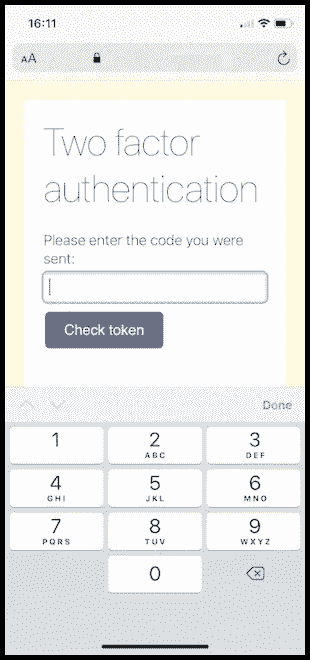 16:11
AA
Two factor
authentication
Please enter the code you were
sent:
Check token
Done
1
2
ABC
3
DEF
4
GHI
5
JKL
6
MNO
7
PQRS
8
TUV
9
WXYZ
0